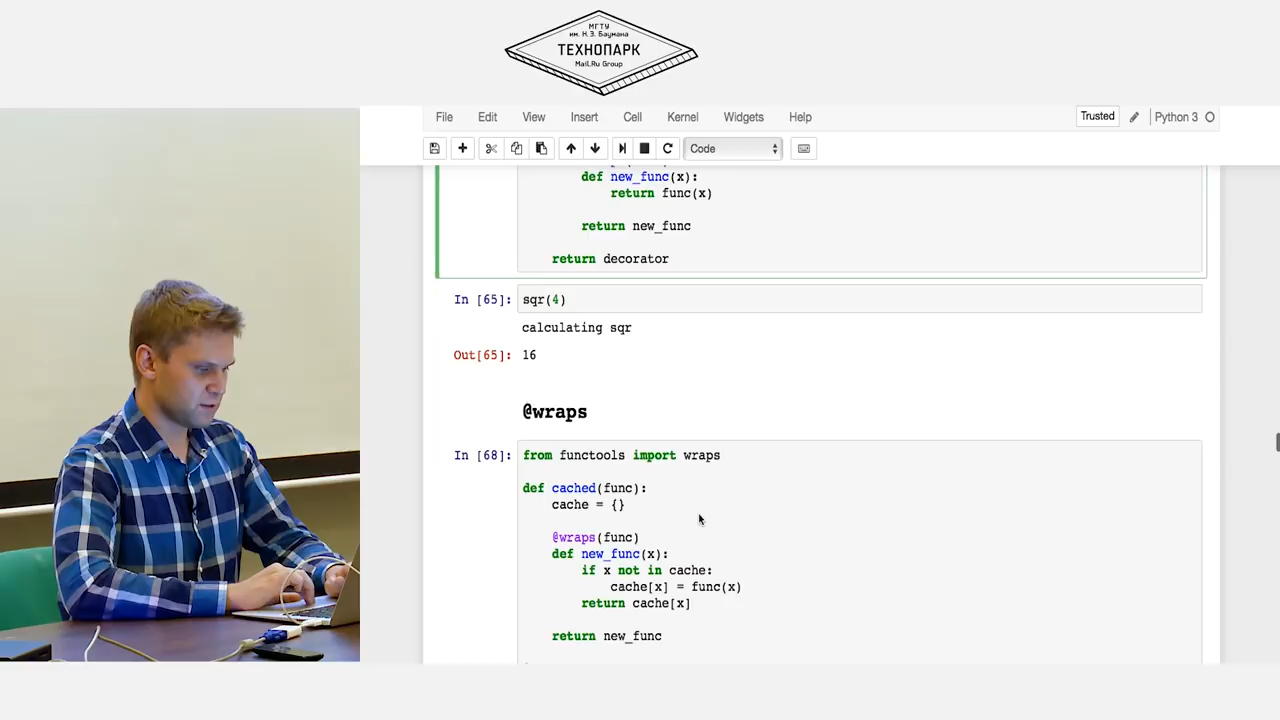 МГТУ
им. Н.Э. Баумана
ТЕХНОПАРК
Mail.Ru Group
File Edit View Insert Cell Kernel Widgets Help Trusted Python 3
Code
def new_func(x):
return func(x)
return new_func
return decorator
In [65]: sqr(4)
calculating sqr
Out[65]: 16
@wraps
In [68]: from functools import wraps
def cached(func):
cache = {}
@wraps(func)
def new_func(x):
if x not in cache:
cache[x] = func(x)
return cache[x]
return new_func